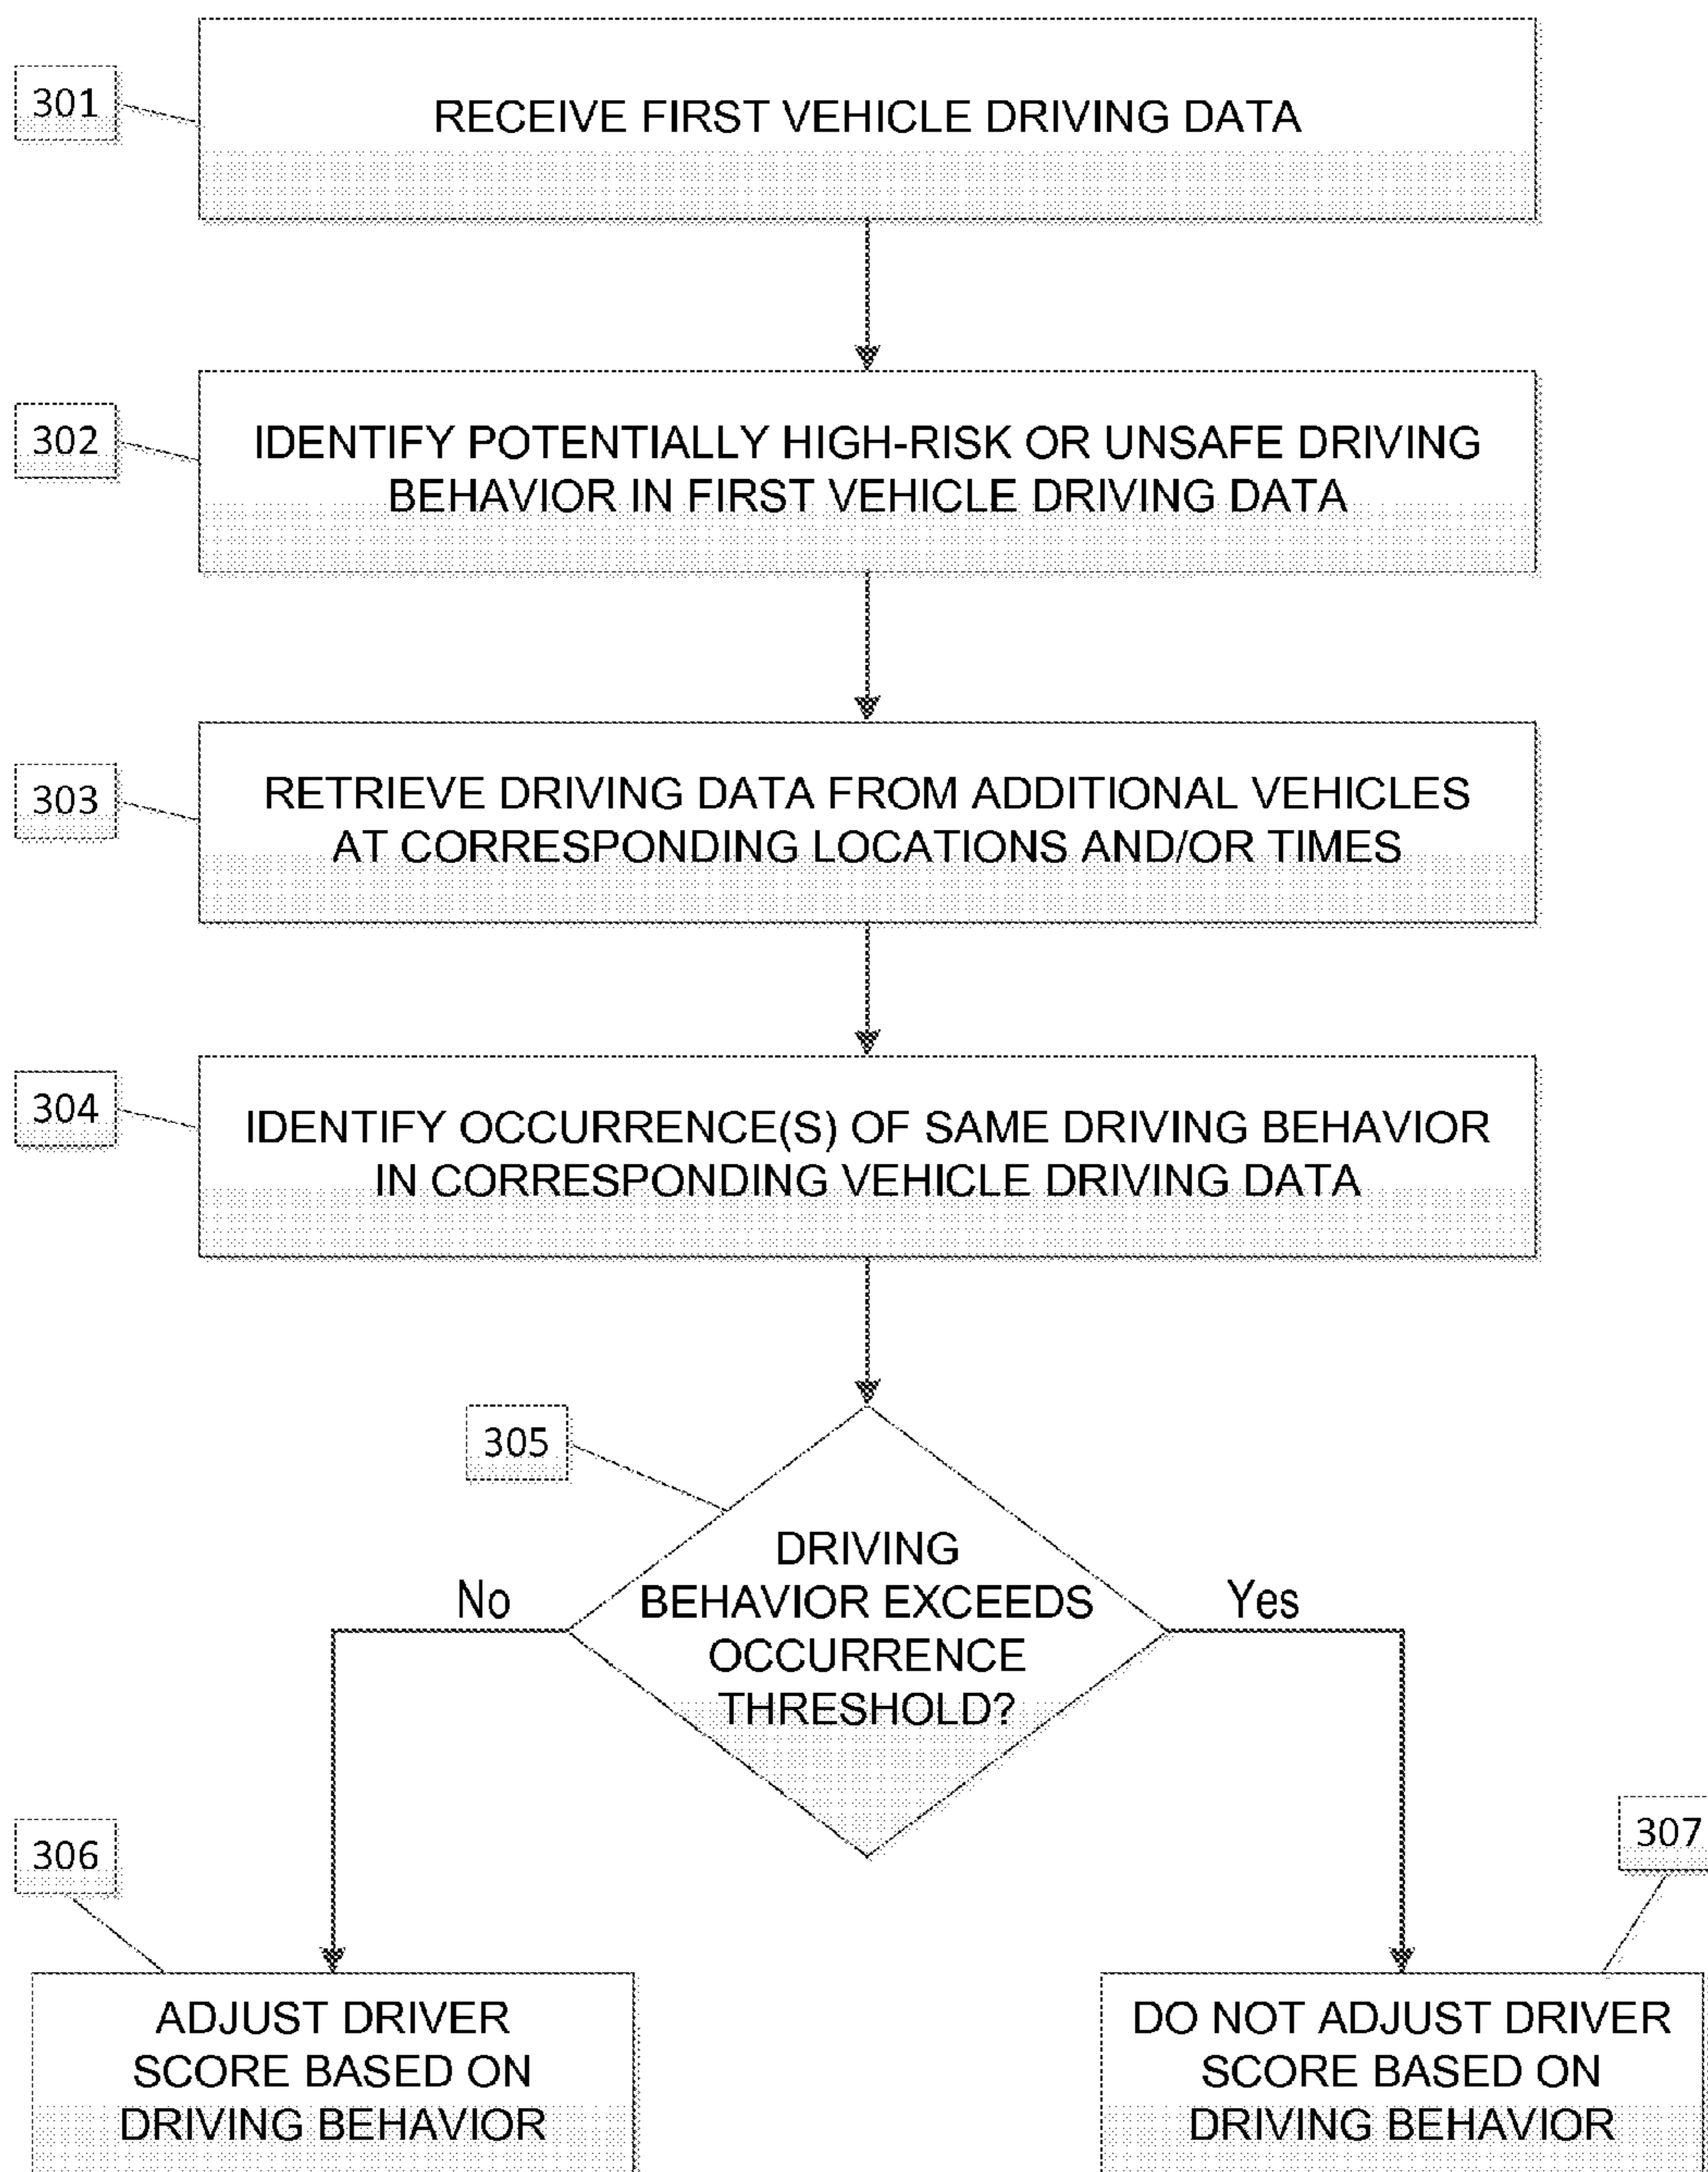 301
RECEIVE FIRST VEHICLE DRIVING DATA
302
IDENTIFY POTENTIALLY HIGH-RISK OR UNSAFE DRIVING
BEHAVIOR IN FIRST VEHICLE DRIVING DATA
303
RETRIEVE DRIVING DATA FROM ADDITIONAL VEHICLES
AT CORRESPONDING LOCATIONS AND/OR TIMES
304
IDENTIFY OCCURRENCE(S) OF SAME DRIVING BEHAVIOR
IN CORRESPONDING VEHICLE DRIVING DATA
305
DRIVING
BEHAVIOR EXCEEDS
OCCURRENCE
THRESHOLD?
No
Yes
306
ADJUST DRIVER
SCORE BASED ON
DRIVING BEHAVIOR
307
DO NOT ADJUST DRIVER
SCORE BASED ON
DRIVING BEHAVIOR